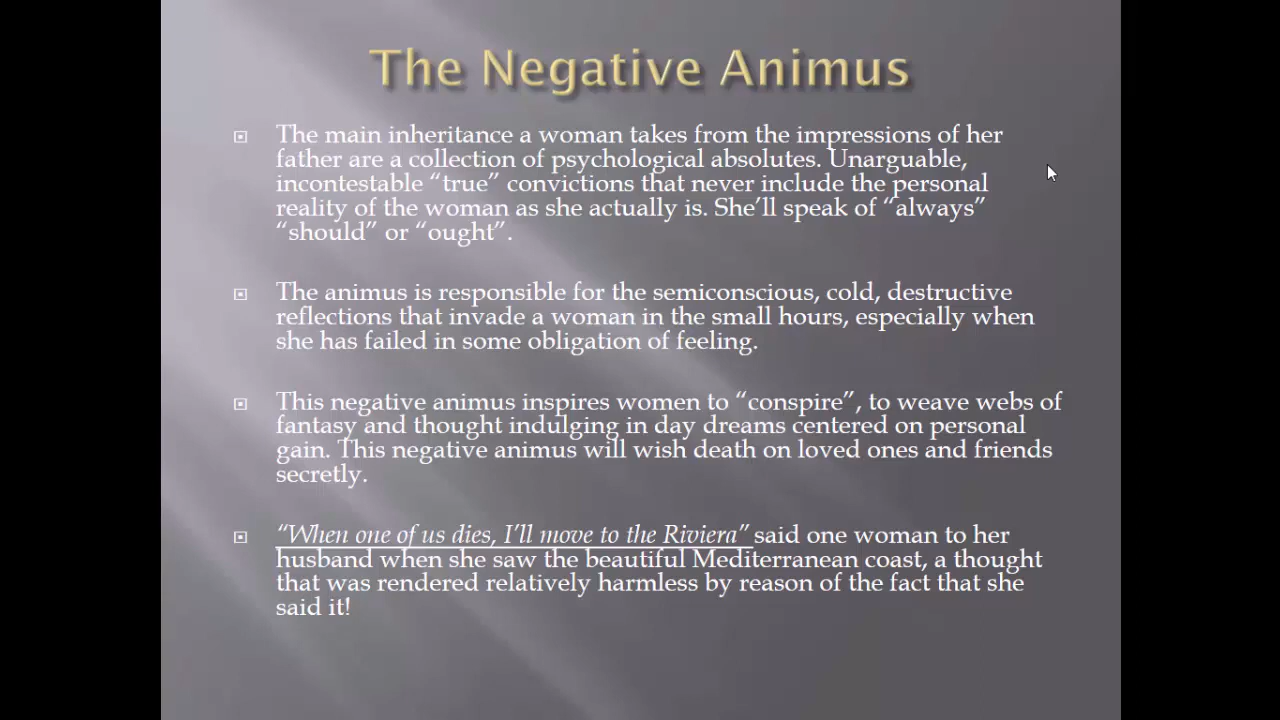 The Negative Animus
The main inheritance a woman takes from the impressions of her
father are a collection of psychological absolutes. Unarguable,
incontestable “true” convictions that never include the personal
reality of the woman as she actually is. She’ll speak of “always”
“should” or “ought”.
The animus is responsible for the semiconscious, cold, destructive
reflections that invade a woman in the small hours, especially when
she has failed in some obligation of feeling.
This negative animus inspires women to “conspire”, to weave webs of
fantasy and thought indulging in day dreams centered on personal
gain. This negative animus will wish death on loved ones and friends
secretly.
“When one of us dies, I’ll move to the Riviera” said one woman to her
husband when she saw the beautiful Mediterranean coast, a thought
that was rendered relatively harmless by reason of the fact that she
said it!